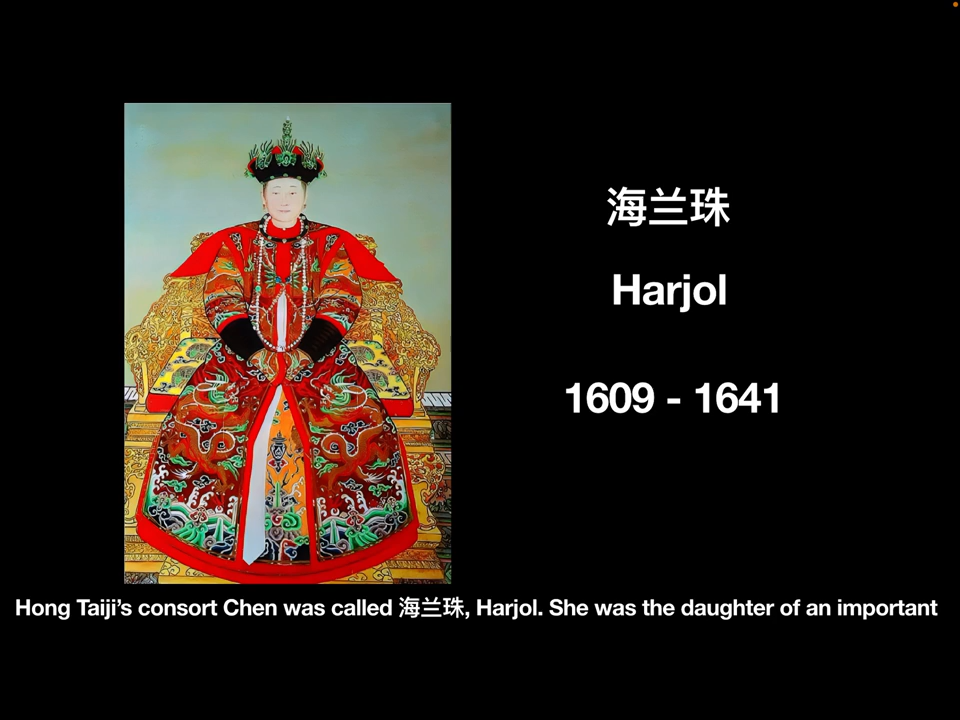 海兰珠
Harjol
1609 - 1641
Hong Taiji’s consort Chen was called 海兰珠, Harjol. She was the daughter of an important